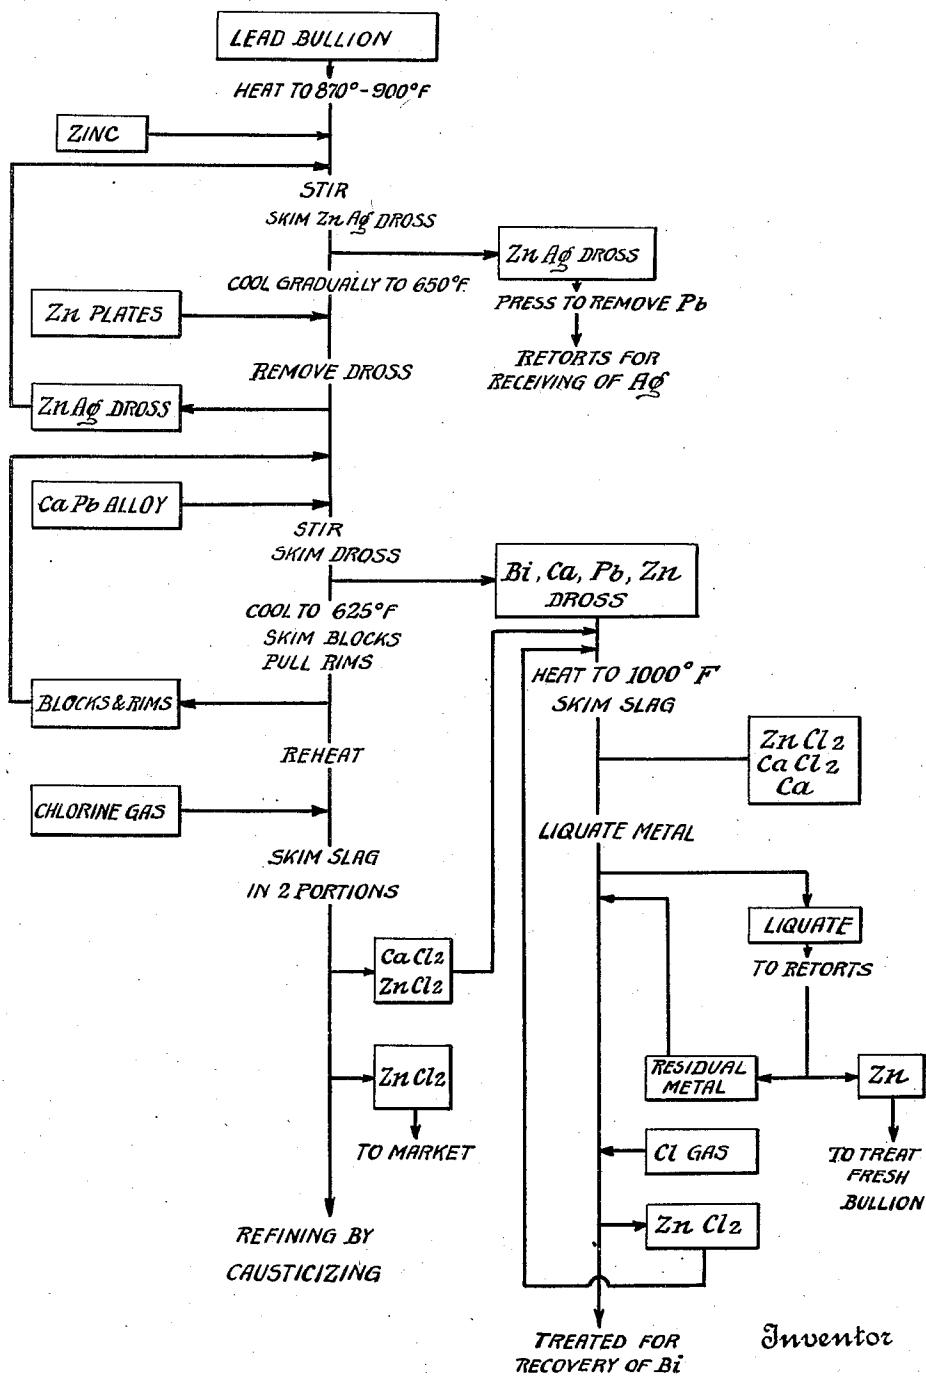 LEAD BULLION
HEAT TO 870°-900°F
ZINC
STIR
SKIM Zn Ag DROSS
Zn Ag DROSS
COOL GRADUALLY TO 650°F.
PRESS TO REMOVE Pb
Zn PLATES
RETORTS FOR
RECEIVING OF Ag
REMOVE DROSS
Zn Ag DROSS
Ca Pb ALLOY
STIR
SKIM DROSS
Bi, Ca, Pb, Zn
DROSS
COOL TO 625°F
SKIM BLOCKS
PULL RIMS
HEAT TO 1000°F
SKIM SLAG
BLOCKS & RIMS
Zn Cl2
Ca Cl2
Ca
REHEAT
CHLORINE GAS
LIQUATE METAL
SKIM SLAG
IN 2 PORTIONS
LIQUATE
Ca Cl2
Zn Cl2
TO RETORTS
Zn Cl2
RESIDUAL
METAL
Zn
TO MARKET
Cl GAS
TO TREAT
FRESH
BULLION
Zn Cl2
REFINING BY
CAUSTICIZING
TREATED FOR
RECOVERY OF Bi
Inventor